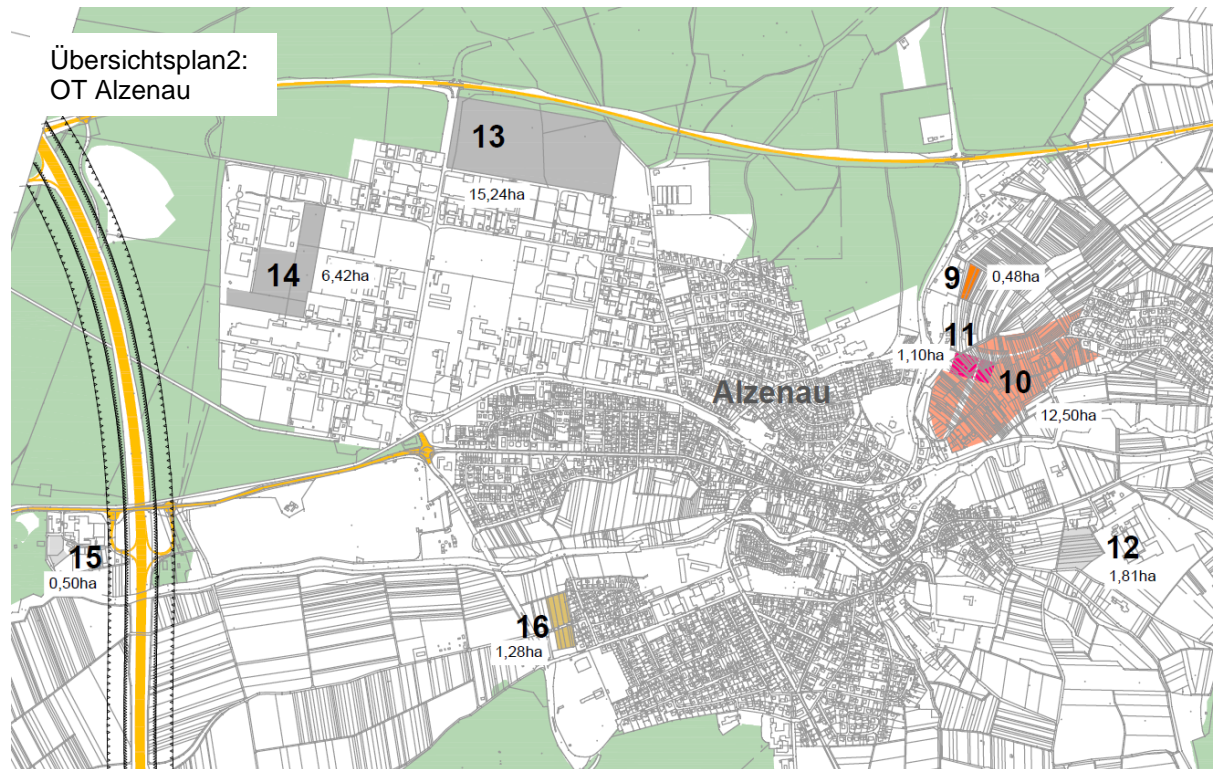 Übersichtsplan2:
OT Alzenau
13
15,24ha
14
6,42ha
9
0,48ha
11
1,10ha
10
Alzenau
12,50ha
15
0,50ha
12
1,81ha
16
1,28ha